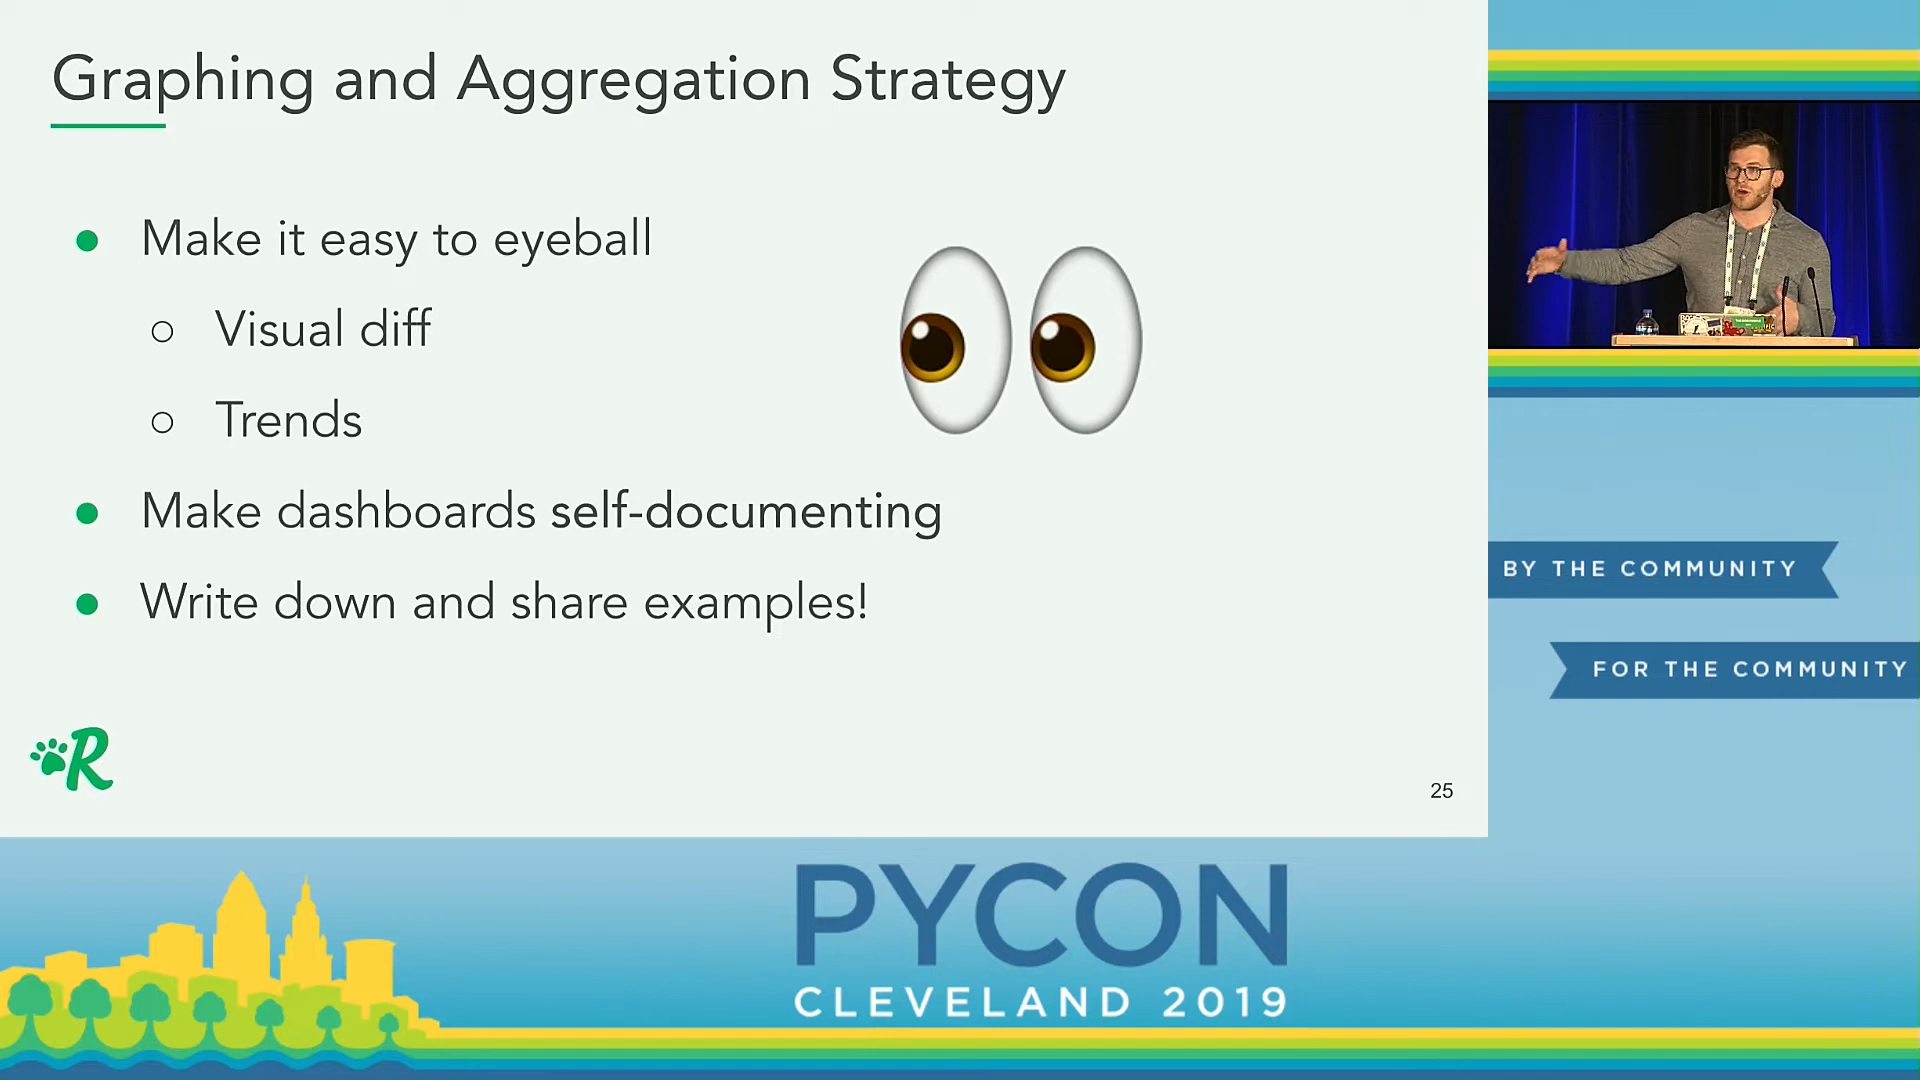 Graphing and Aggregation Strategy
● Make it easy to eyeball
○ Visual diff
○ Trends
● Make dashboards self-documenting
● Write down and share examples!
R
25
BY THE COMMUNITY
FOR THE COMMUNITY
PYCON
CLEVELAND 2019